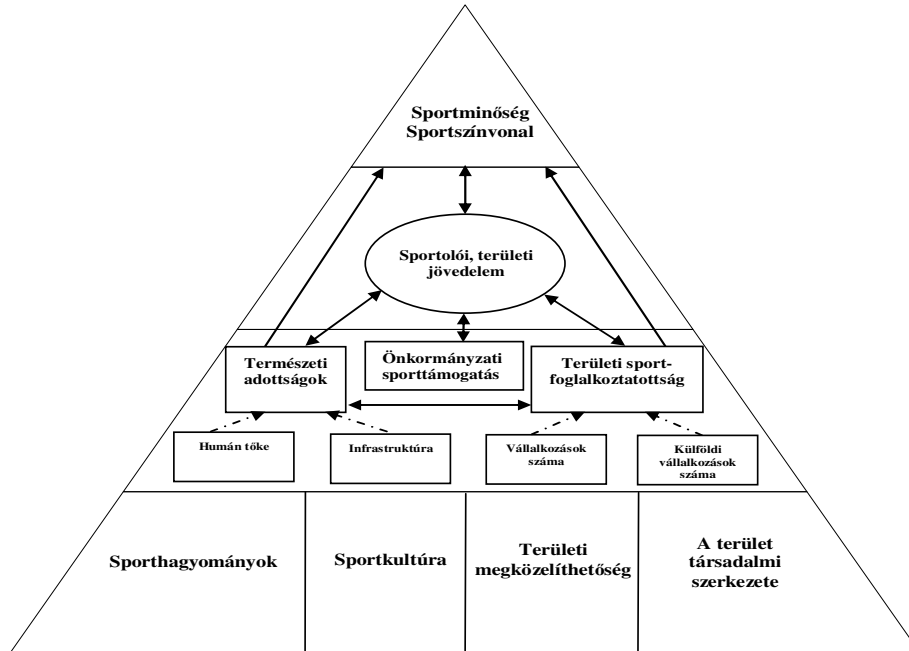 Sportminőség
Sportszínvonal
Sportolói, területi
jövedelem
Természeti
adottságok
Önkormányzati
sporttámogatás
Területi sport-
foglalkoztatottság
Humán tőke
Infrastruktúra
Vállalkozások
száma
Külföldi
vállalkozások
száma
Sporthagyományok
Sportkultúra
Területi
megközelíthetőség
A terület
társadalmi
szerkezete